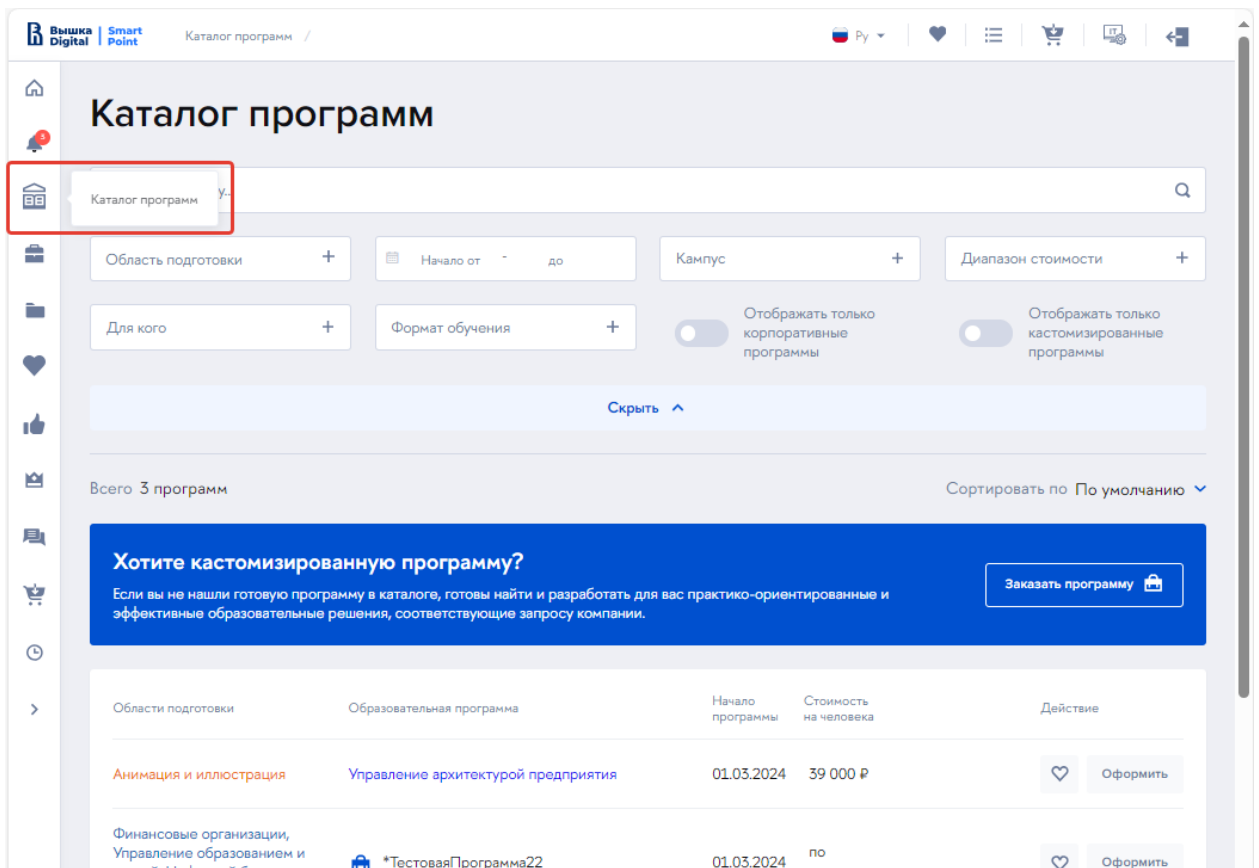 Вышка Digital | Smart Point
Каталог программ /
Ру
Каталог программ
3
Каталог программ
у...
Область подготовки +
Начало от - до
Кампус +
Диапазон стоимости +
Для кого +
Формат обучения +
Отображать только
корпоративные
программы
Отображать только
кастомизированные
программы
Скрыть
Всего 3 программ
Сортировать по По умолчанию
Хотите кастомизированную программу?
Если вы не нашли готовую программу в каталоге, готовы найти и разработать для вас практико-ориентированные и
эффективные образовательные решения, соответствующие запросу компании.
Заказать программу
Области подготовки
Образовательная программа
Начало
программы
Стоимость
на человека
Действие
Анимация и иллюстрация
Управление архитектурой предприятия
01.03.2024
39 000 ₽
Оформить
Финансовые организации,
Управление образованием и
*ТестоваяПрограмма22
01.03.2024
по
Оформить